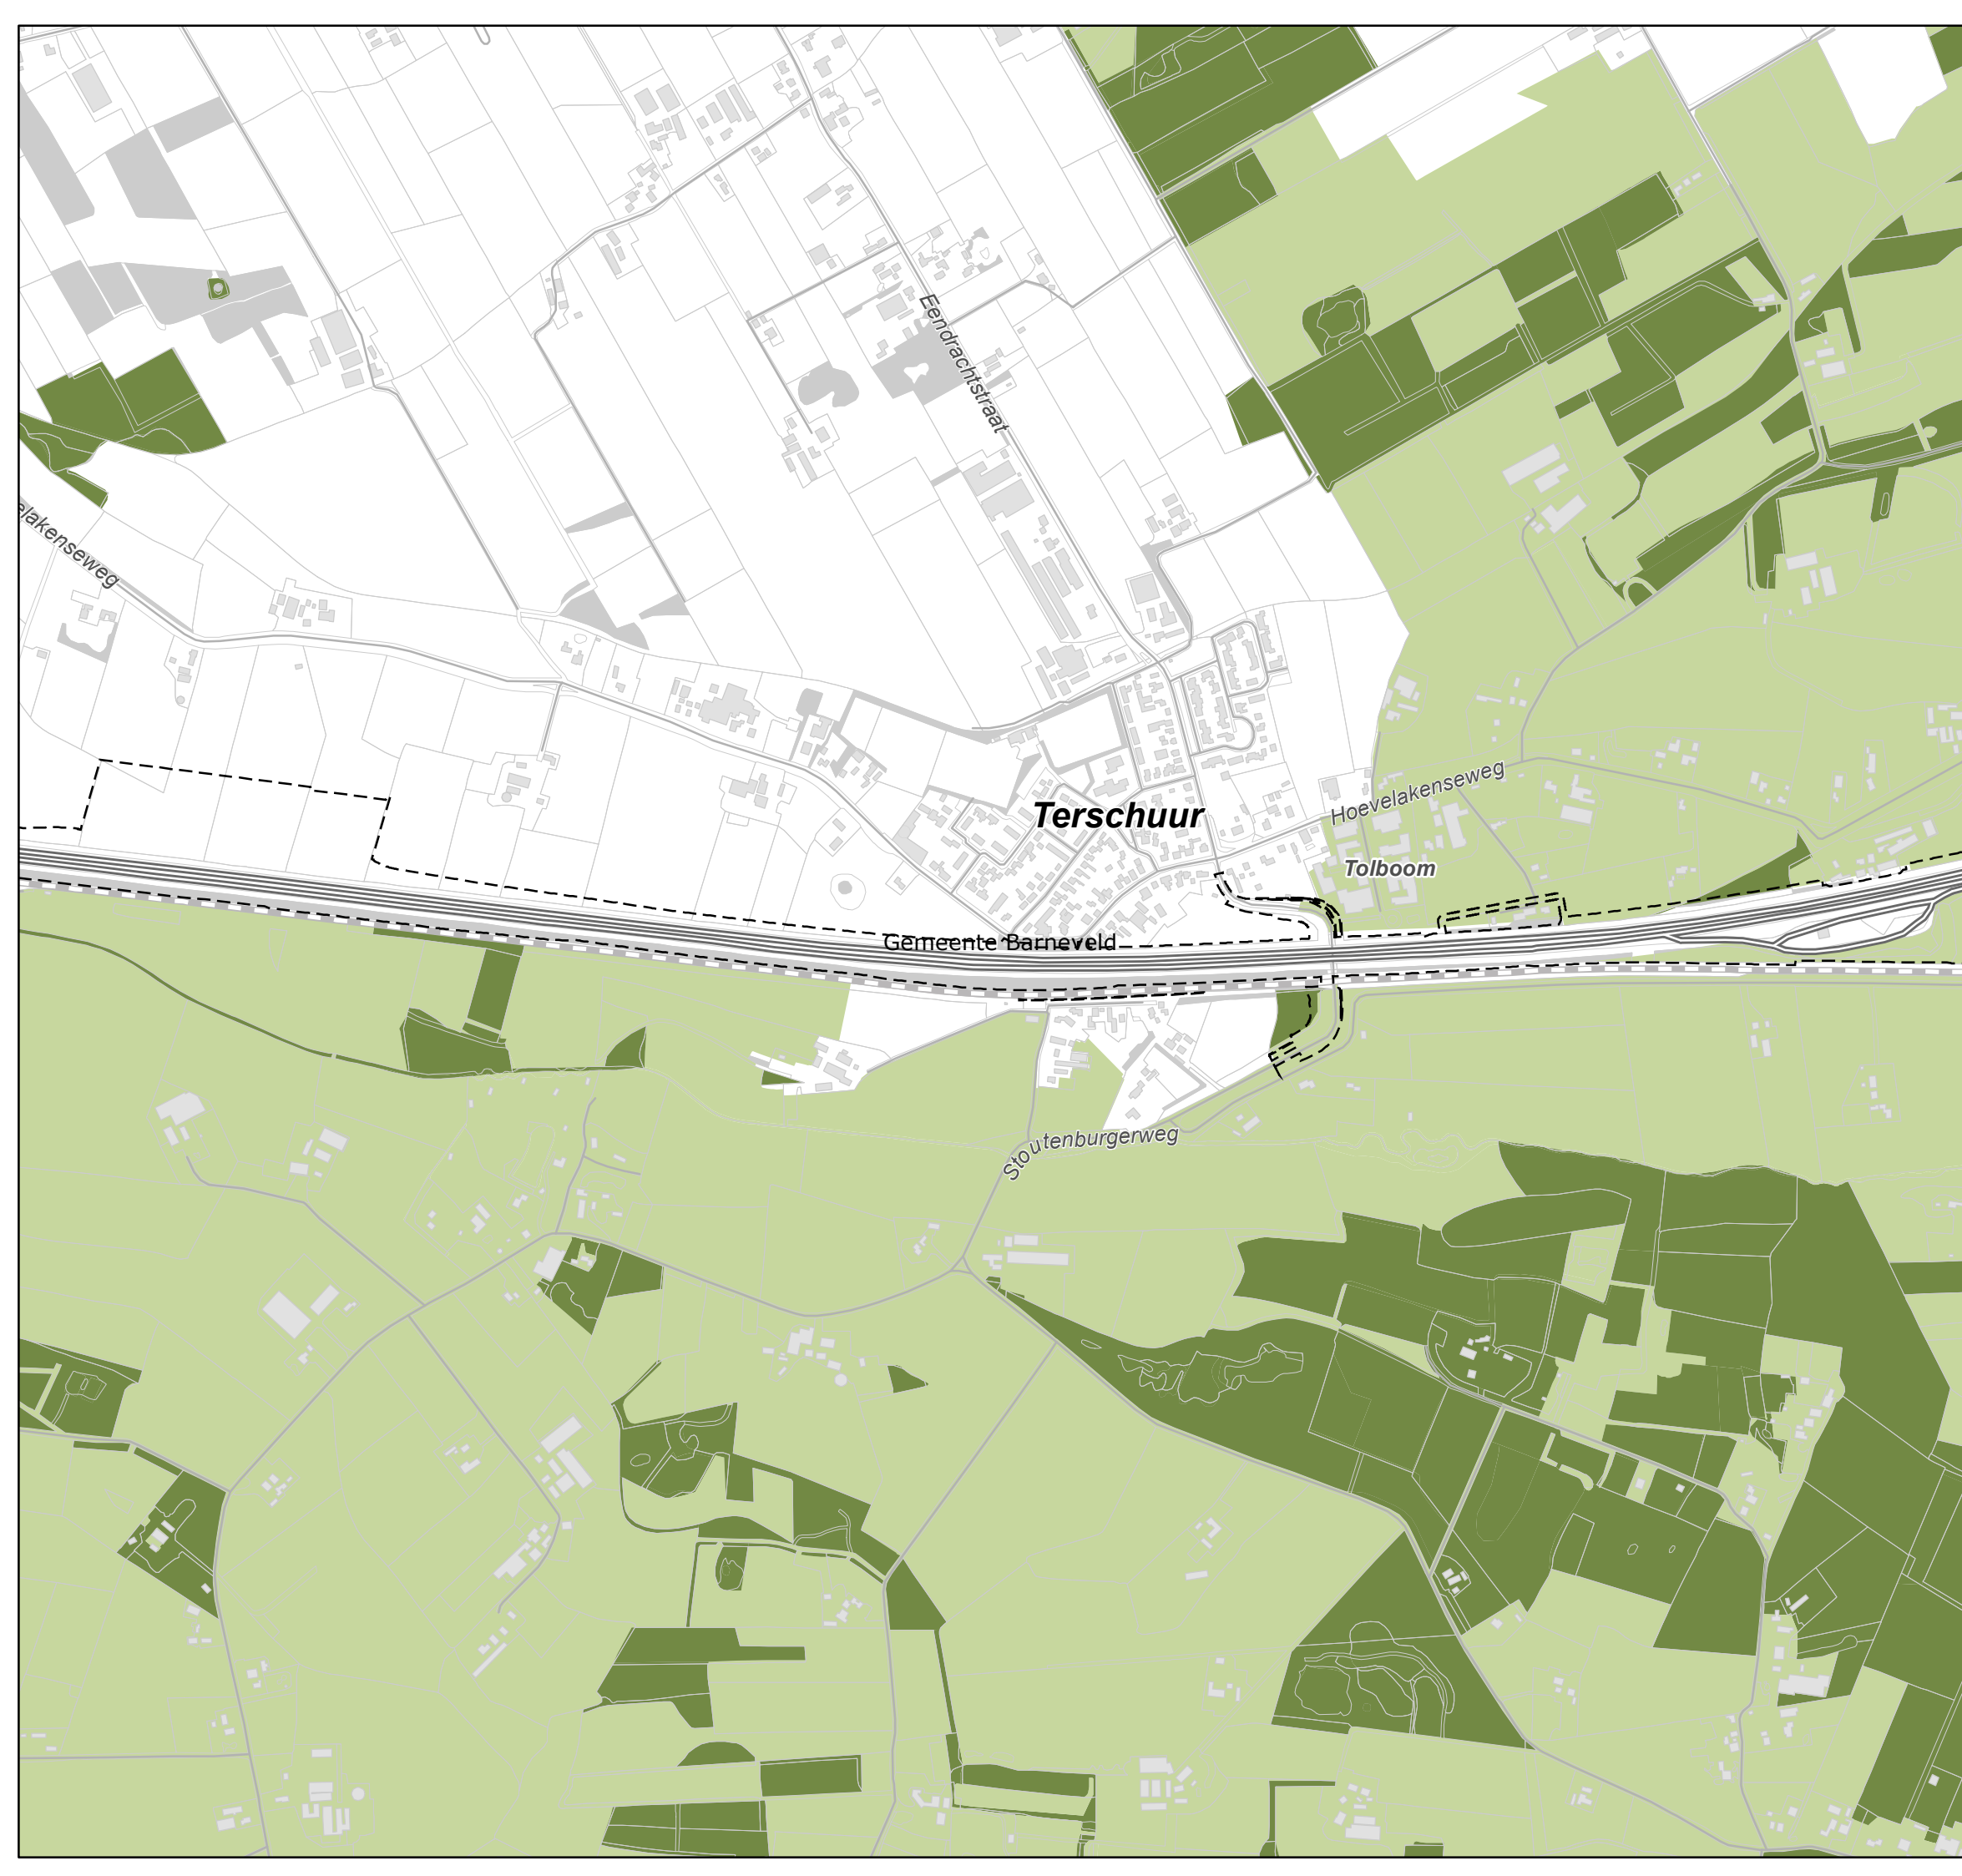 Eendrachtstraat
elakenseweg
Hoevelakenseweg
Terschuur
Tolboom
Gemeente Barneveld
Stoutenburgerweg